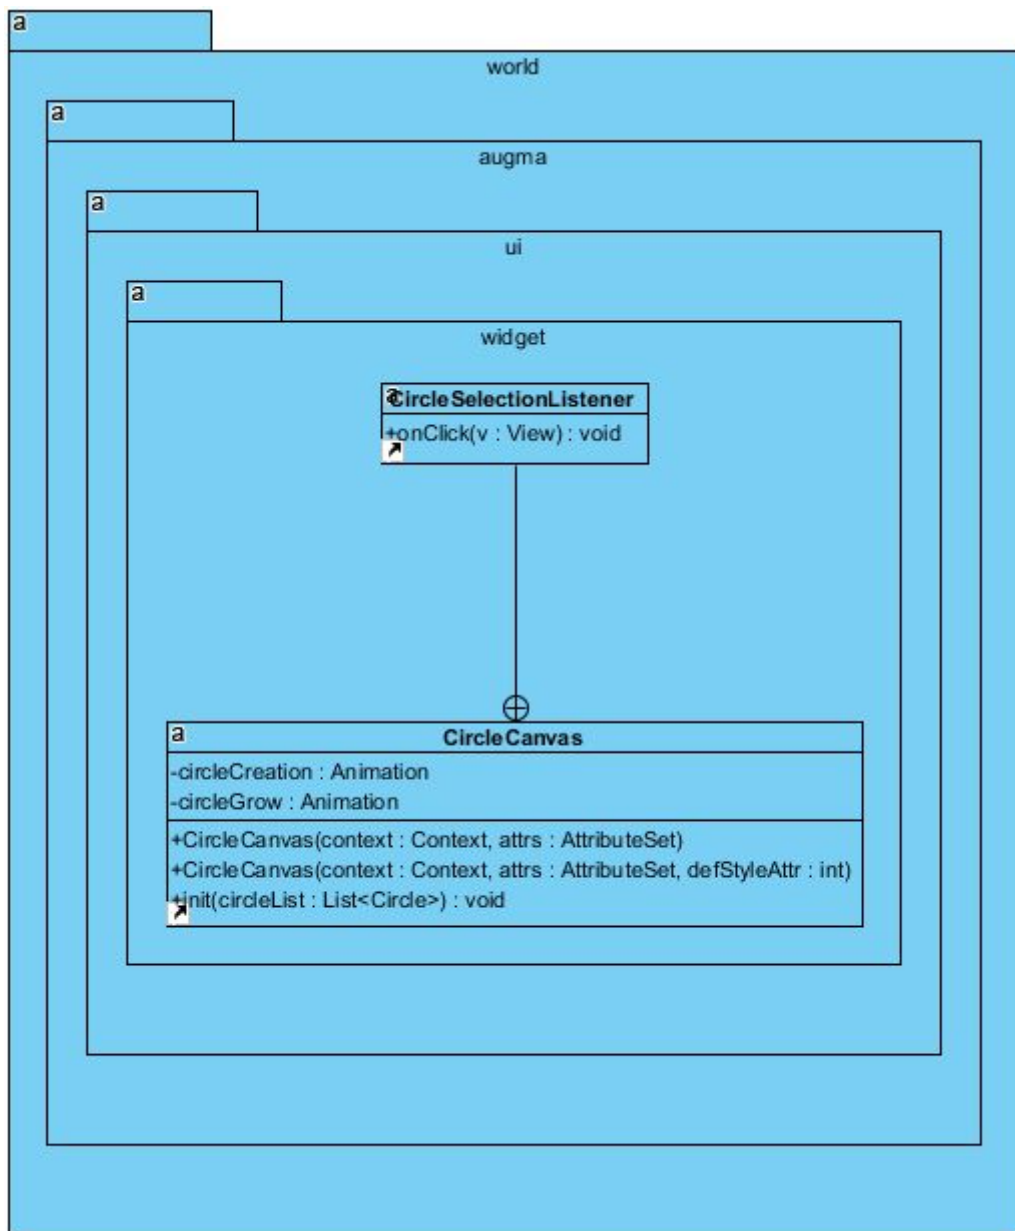 a
world
a
augma
a
ui
a
widget
a
CircleSelectionListener
+onClick(v : View) : void
a
CircleCanvas
-circleCreation : Animation
-circleGrow : Animation
+CircleCanvas(context : Context, attrs : AttributeSet)
+CircleCanvas(context : Context, attrs : AttributeSet, defStyleAttr : int)
+init(circleList : List<Circle>) : void